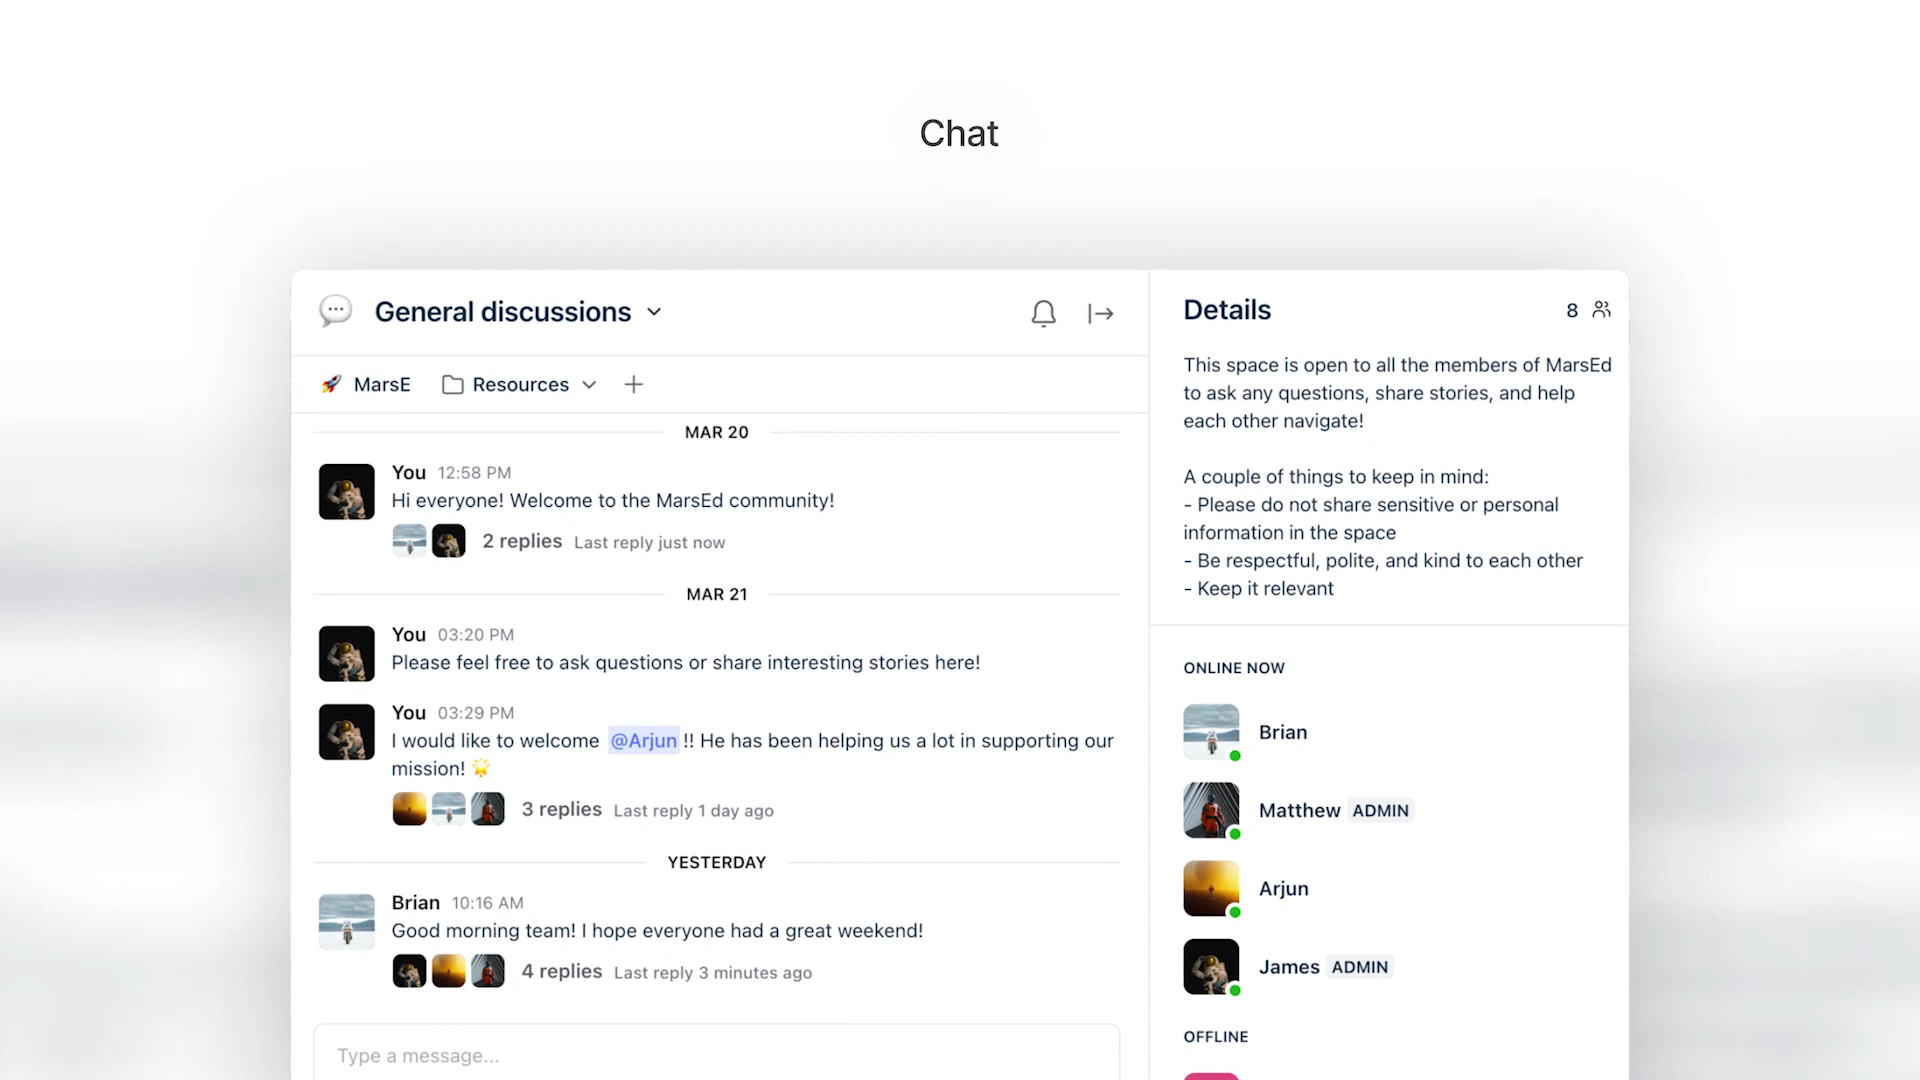 Chat
General discussions
MarsE
Resources
MAR 20
You 12:58 PM
Hi everyone! Welcome to the MarsEd community!
2 replies Last reply just now
MAR 21
You 03:20 PM
Please feel free to ask questions or share interesting stories here!
You 03:29 PM
I would like to welcome @Arjun !! He has been helping us a lot in supporting our
mission! 🌟
3 replies Last reply 1 day ago
YESTERDAY
Brian 10:16 AM
Good morning team! I hope everyone had a great weekend!
4 replies Last reply 3 minutes ago
Type a message...
Details
8
This space is open to all the members of MarsEd
to ask any questions, share stories, and help
each other navigate!
A couple of things to keep in mind:
- Please do not share sensitive or personal
information in the space
- Be respectful, polite, and kind to each other
- Keep it relevant
ONLINE NOW
Brian
Matthew ADMIN
Arjun
James ADMIN
OFFLINE